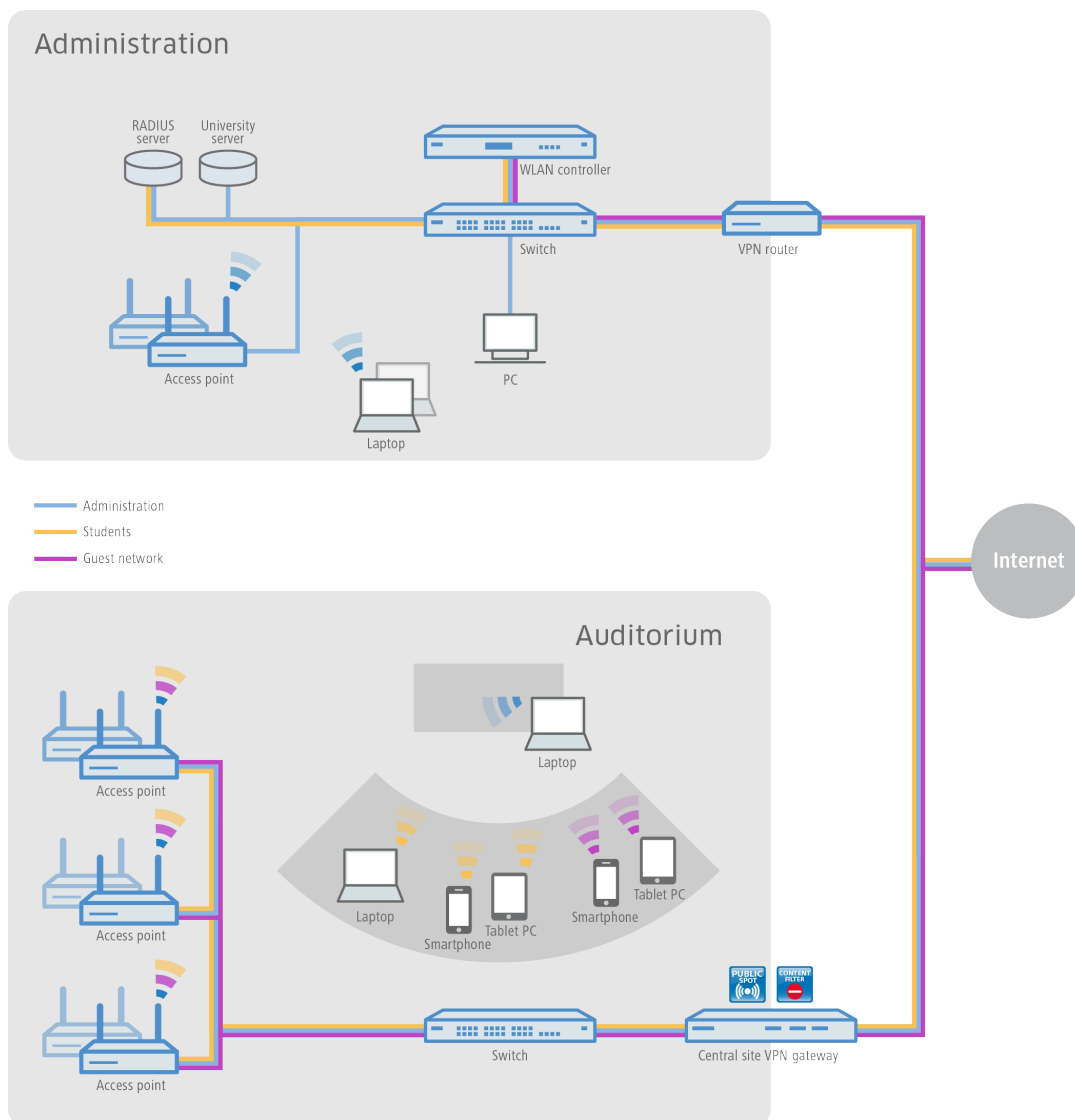 Administration
RADIUS
server
University
server
WLAN controller
Switch
VPN router
Access point
PC
Laptop
Administration
Students
Guest network
Internet
Auditorium
Laptop
Access point
Laptop
Smartphone
Tablet PC
Smartphone
Tablet PC
Access point
PUBLIC
SPOT
CONTENT
FILTER
Switch
Central site VPN gateway
Access point